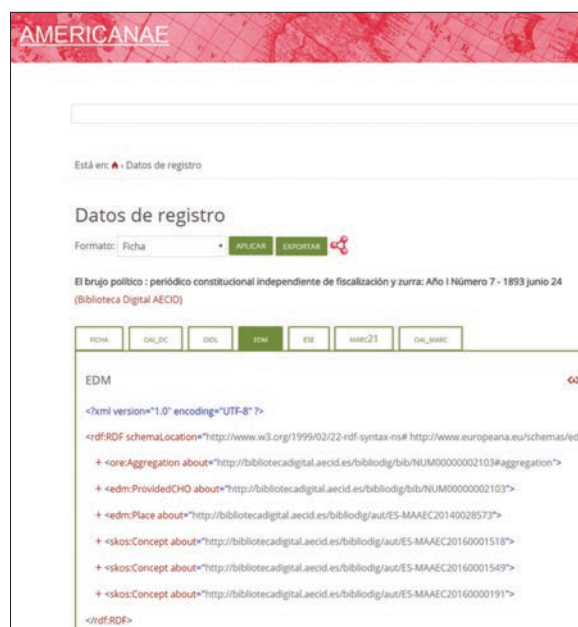 AMERICANAE
Está en: › Datos de registro
Datos de registro
Formato: Ficha APLICAR EXPORTAR
El brujo político : periódico constitucional independiente de fiscalización y zurra: Año I Número 7 - 1893 junio 24
(Biblioteca Digital AECID)
FICHA OAI_DC DIDL EDM ESE MARC21 OAI_MARC
EDM
<?xml version="1.0" encoding="UTF-8" ?>
<rdf:RDF schemaLocation="http://www.w3.org/1999/02/22-rdf-syntax-ns# http://www.europeana.eu/schemas/ed
+ <ore:Aggregation about="http://bibliotecadigital.aecid.es/bibliodig/bib/NUM00000002103#aggregation">
+ <edm:ProvidedCHO about="http://bibliotecadigital.aecid.es/bibliodig/bib/NUM00000002103">
+ <edm:Place about="http://bibliotecadigital.aecid.es/bibliodig/aut/ES-MAAEC20140028573">
+ <skos:Concept about="http://bibliotecadigital.aecid.es/bibliodig/aut/ES-MAAEC20160001518">
+ <skos:Concept about="http://bibliotecadigital.aecid.es/bibliodig/aut/ES-MAAEC20160001549">
+ <skos:Concept about="http://bibliotecadigital.aecid.es/bibliodig/aut/ES-MAAEC20160000191">
</rdf:RDF>